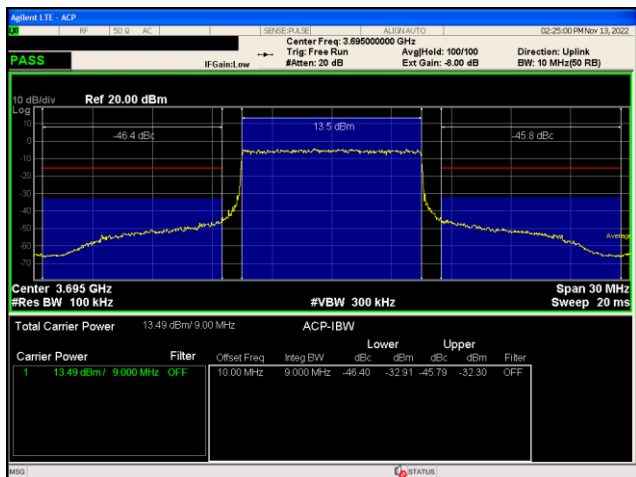 Agilent LTE - ACP
RF 50 Ω AC SENSE:PULSE ALIGNAUTO 02:25:00 PM Nov 13, 2022
Center Freq: 3.695000000 GHz
PASS Trig: Free Run Avg|Hold: 100/100 Direction: Uplink
IFGain:Low #Atten: 20 dB Ext Gain: -8.00 dB BW: 10 MHz(50 RB)
10 dB/div Ref 20.00 dBm
Log
10
0
-10
-20
-30
-40
-50
-60
-70
-46.4 dBc 13.5 dBm -45.8 dBc
Average
Center 3.695 GHz Span 30 MHz
#Res BW 100 kHz #VBW 300 kHz Sweep 20 ms
Total Carrier Power 13.49 dBm/ 9.00 MHz ACP-IBW
Lower Upper
Carrier Power Filter Offset Freq Integ BW dBc dBm dBc dBm Filter
1 13.49 dBm / 9.000 MHz OFF 10.00 MHz 9.000 MHz -46.40 -32.91 -45.79 -32.30 OFF
MSG STATUS